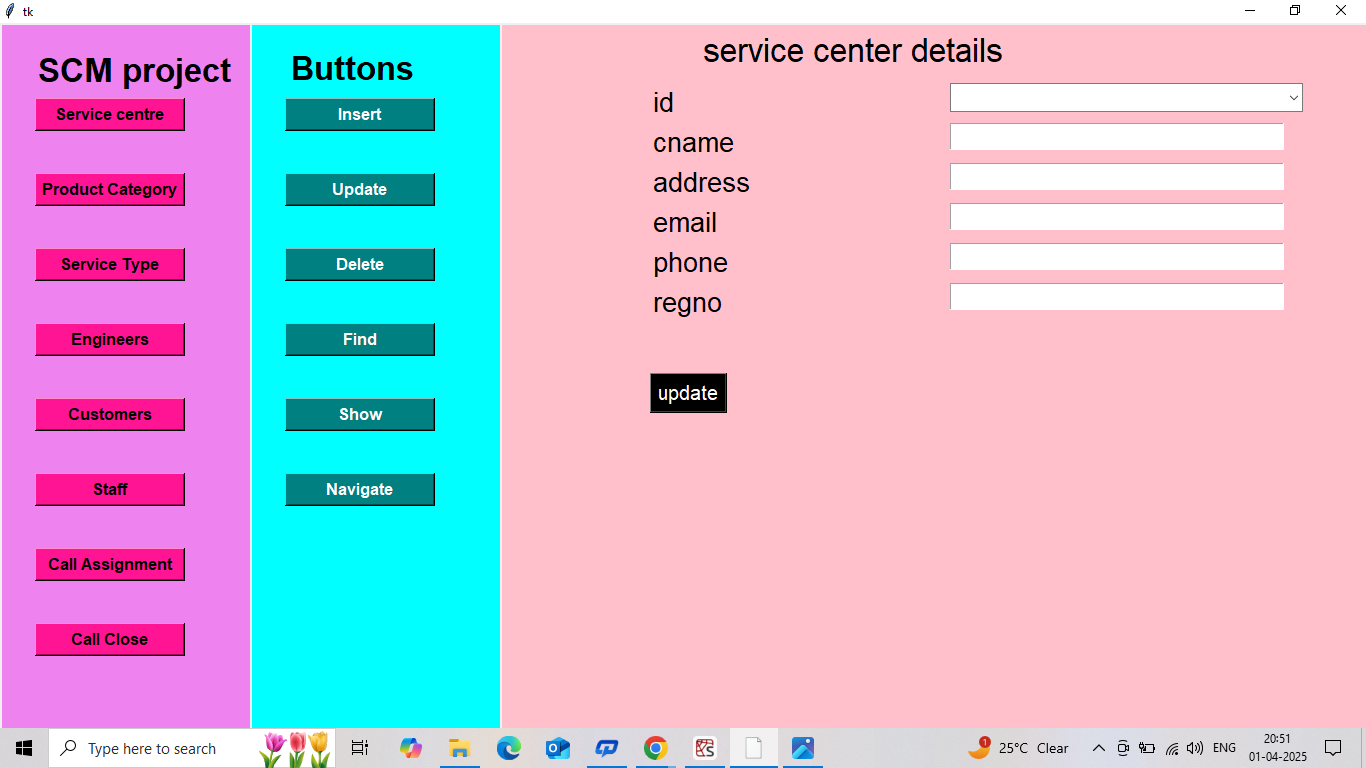 tk
SCM project
Service centre
Product Category
Service Type
Engineers
Customers
Staff
Call Assignment
Call Close
Buttons
Insert
Update
Delete
Find
Show
Navigate
service center details
id
cname
address
email
phone
regno
update
Type here to search
1
25°C Clear
ENG
20:51
01-04-2025